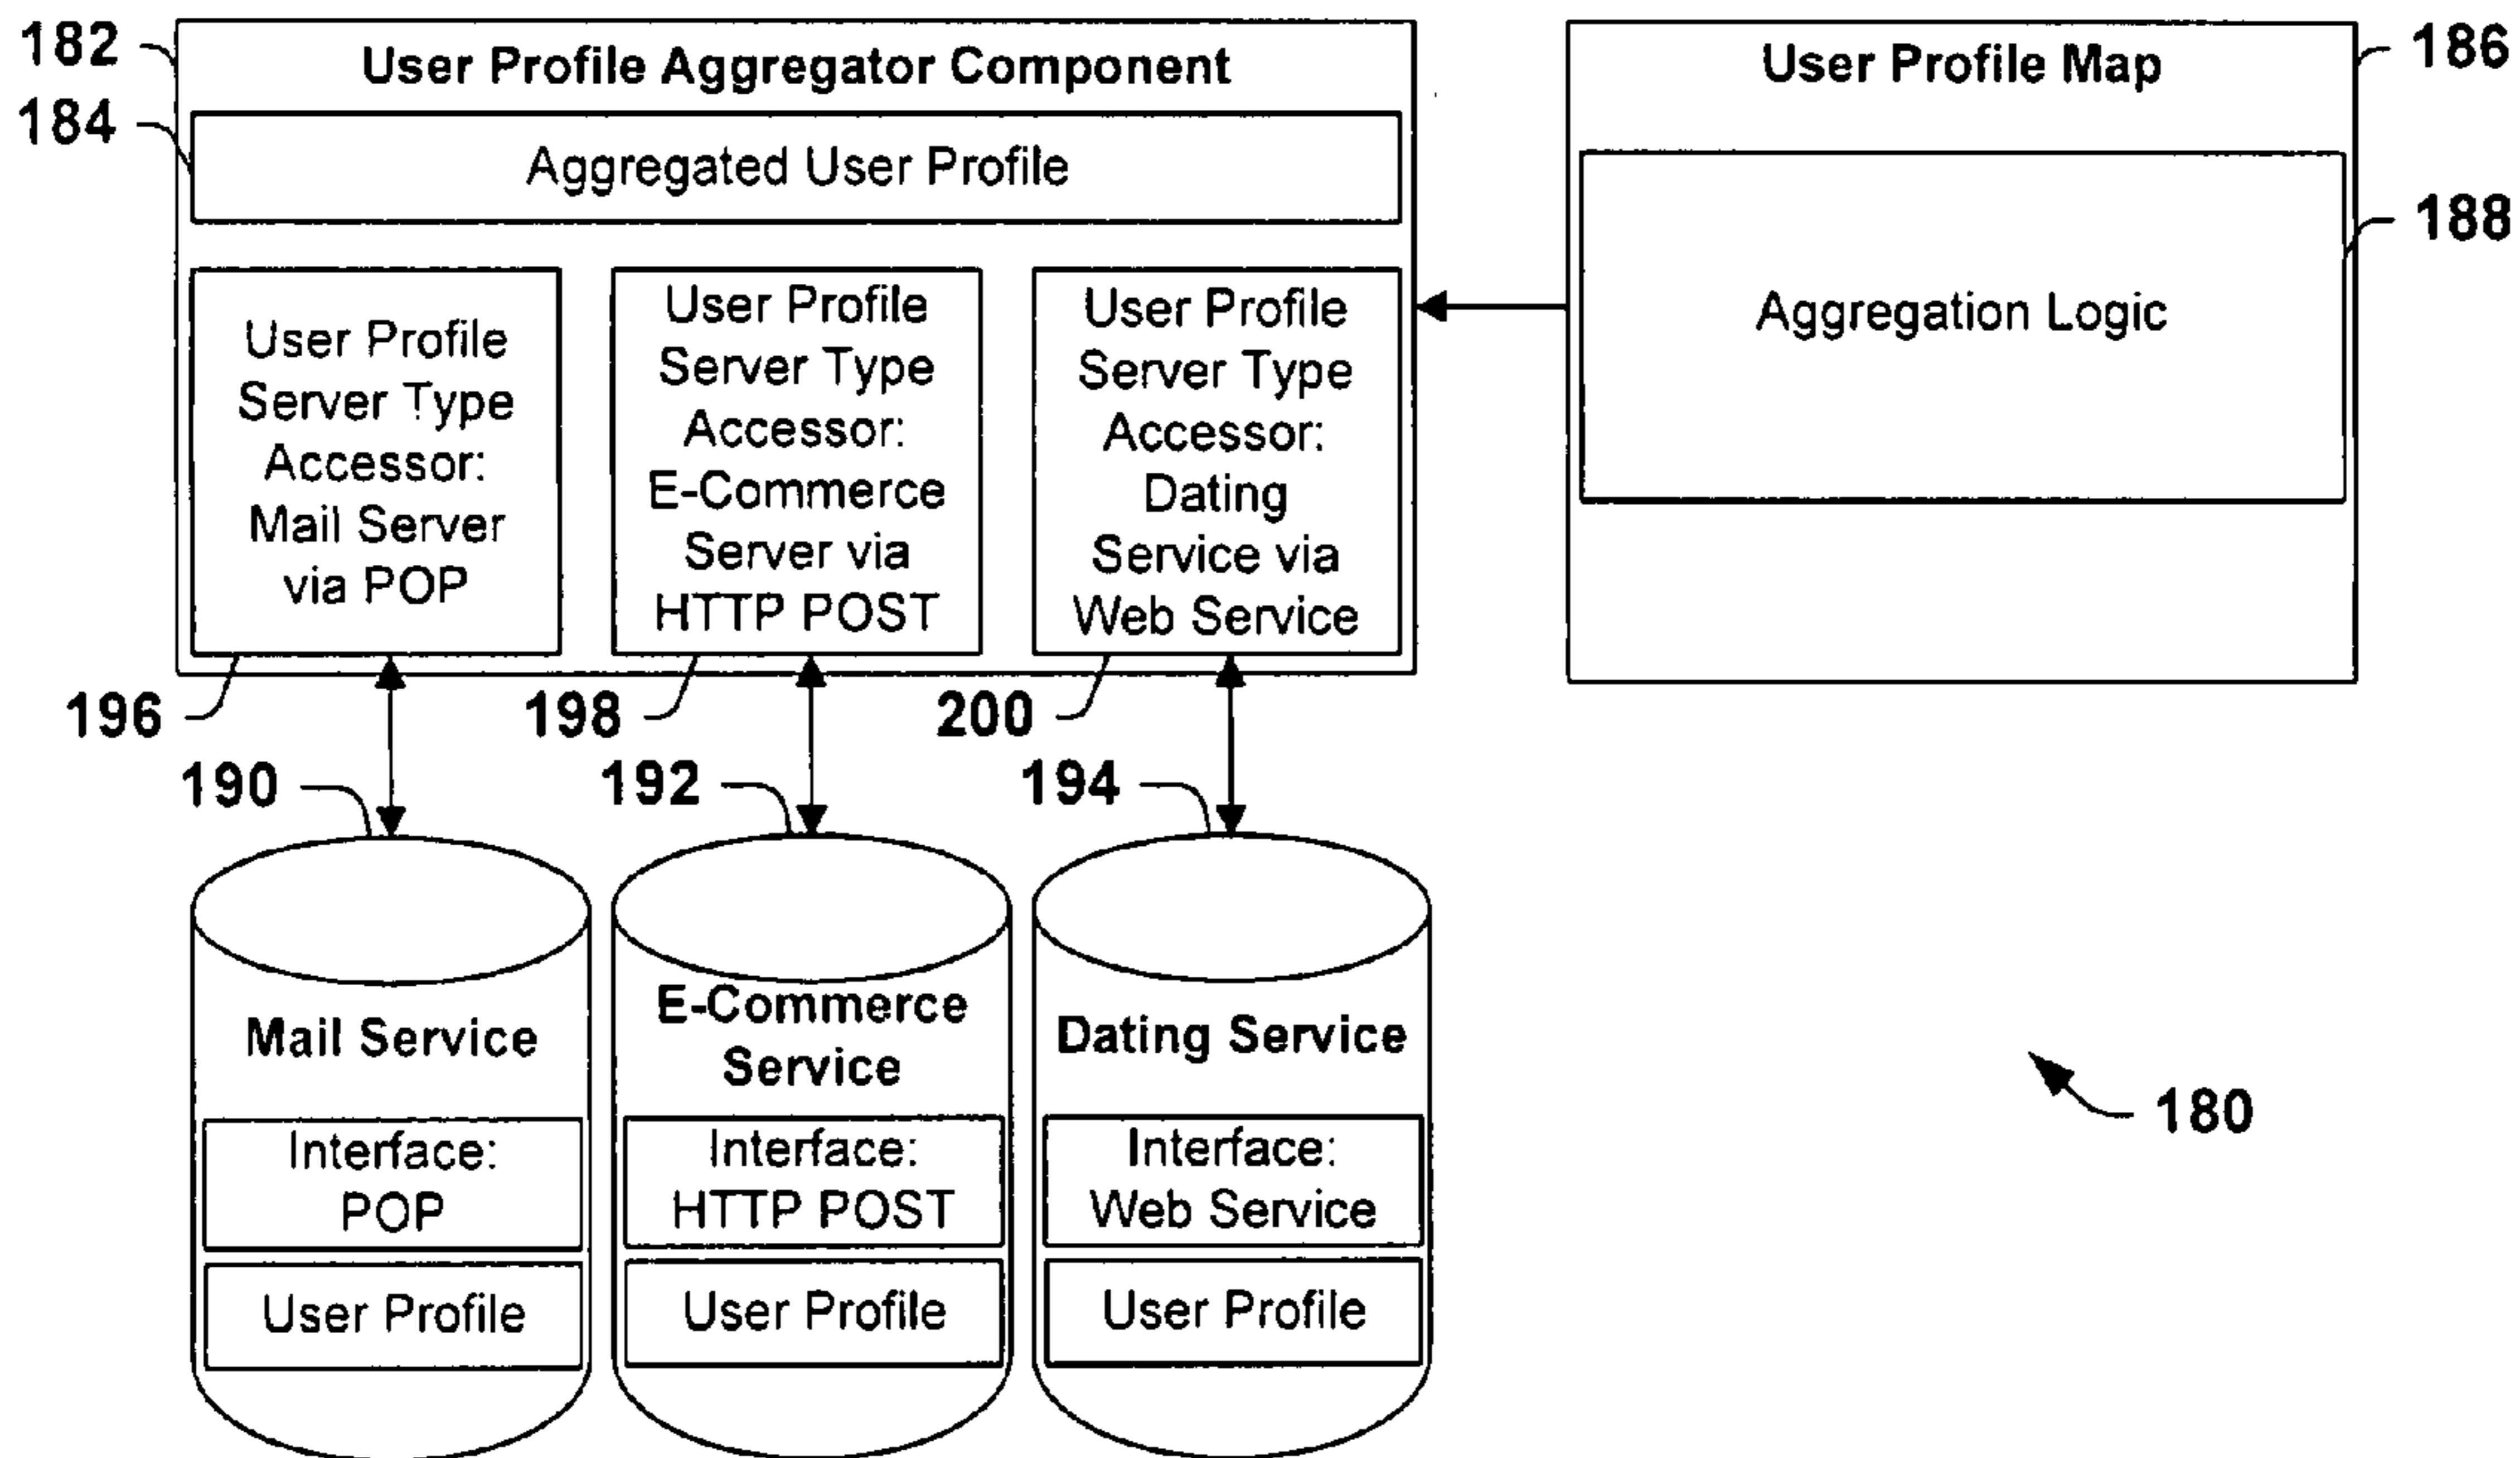 182
User Profile Aggregator Component
184
Aggregated User Profile
User Profile
Server Type
Accessor:
Mail Server
via POP
User Profile
Server Type
Accessor:
E-Commerce
Server via
HTTP POST
User Profile
Server Type
Accessor:
Dating
Service via
Web Service
User Profile Map
186
188
Aggregation Logic
196
198
200
190
192
194
Mail Service
Interface:
POP
User Profile
E-Commerce
Service
Interface:
HTTP POST
User Profile
Dating Service
Interface:
Web Service
User Profile
180